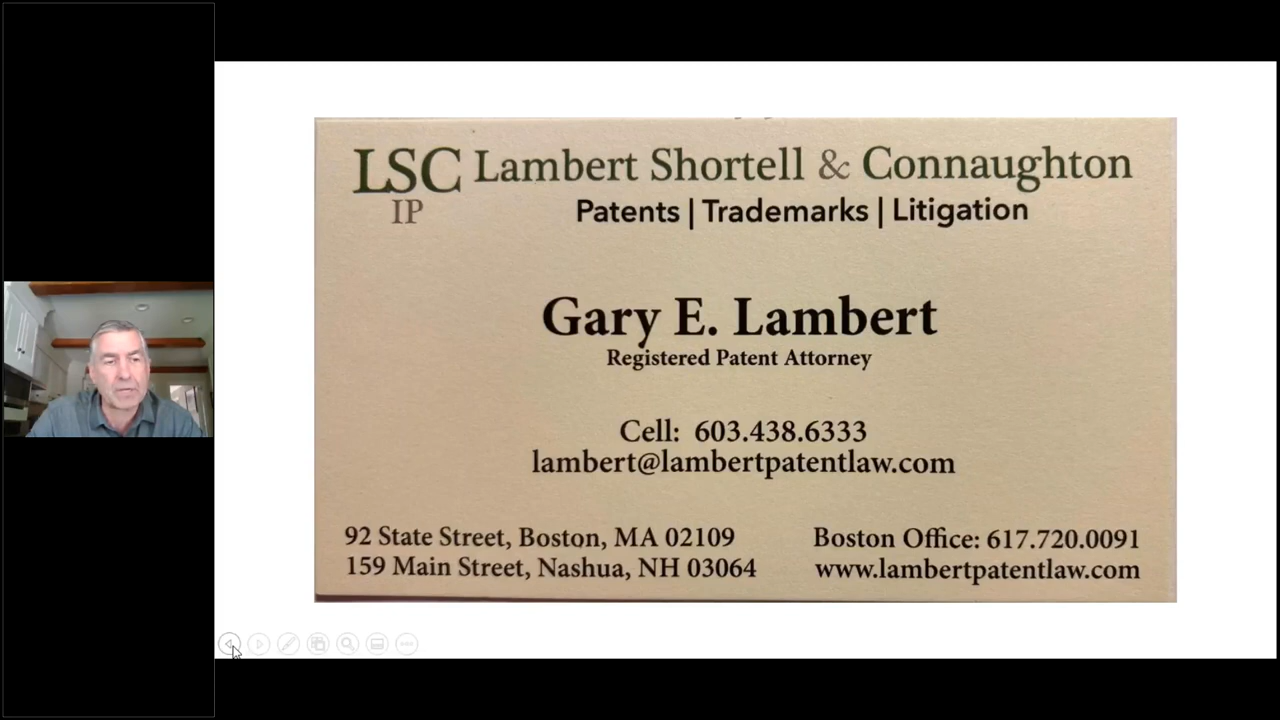 LSC Lambert Shortell & Connaughton
IP
Patents | Trademarks | Litigation
Gary E. Lambert
Registered Patent Attorney
Cell: 603.438.6333
lambert@lambertpatentlaw.com
92 State Street, Boston, MA 02109
Boston Office: 617.720.0091
159 Main Street, Nashua, NH 03064
www.lambertpatentlaw.com